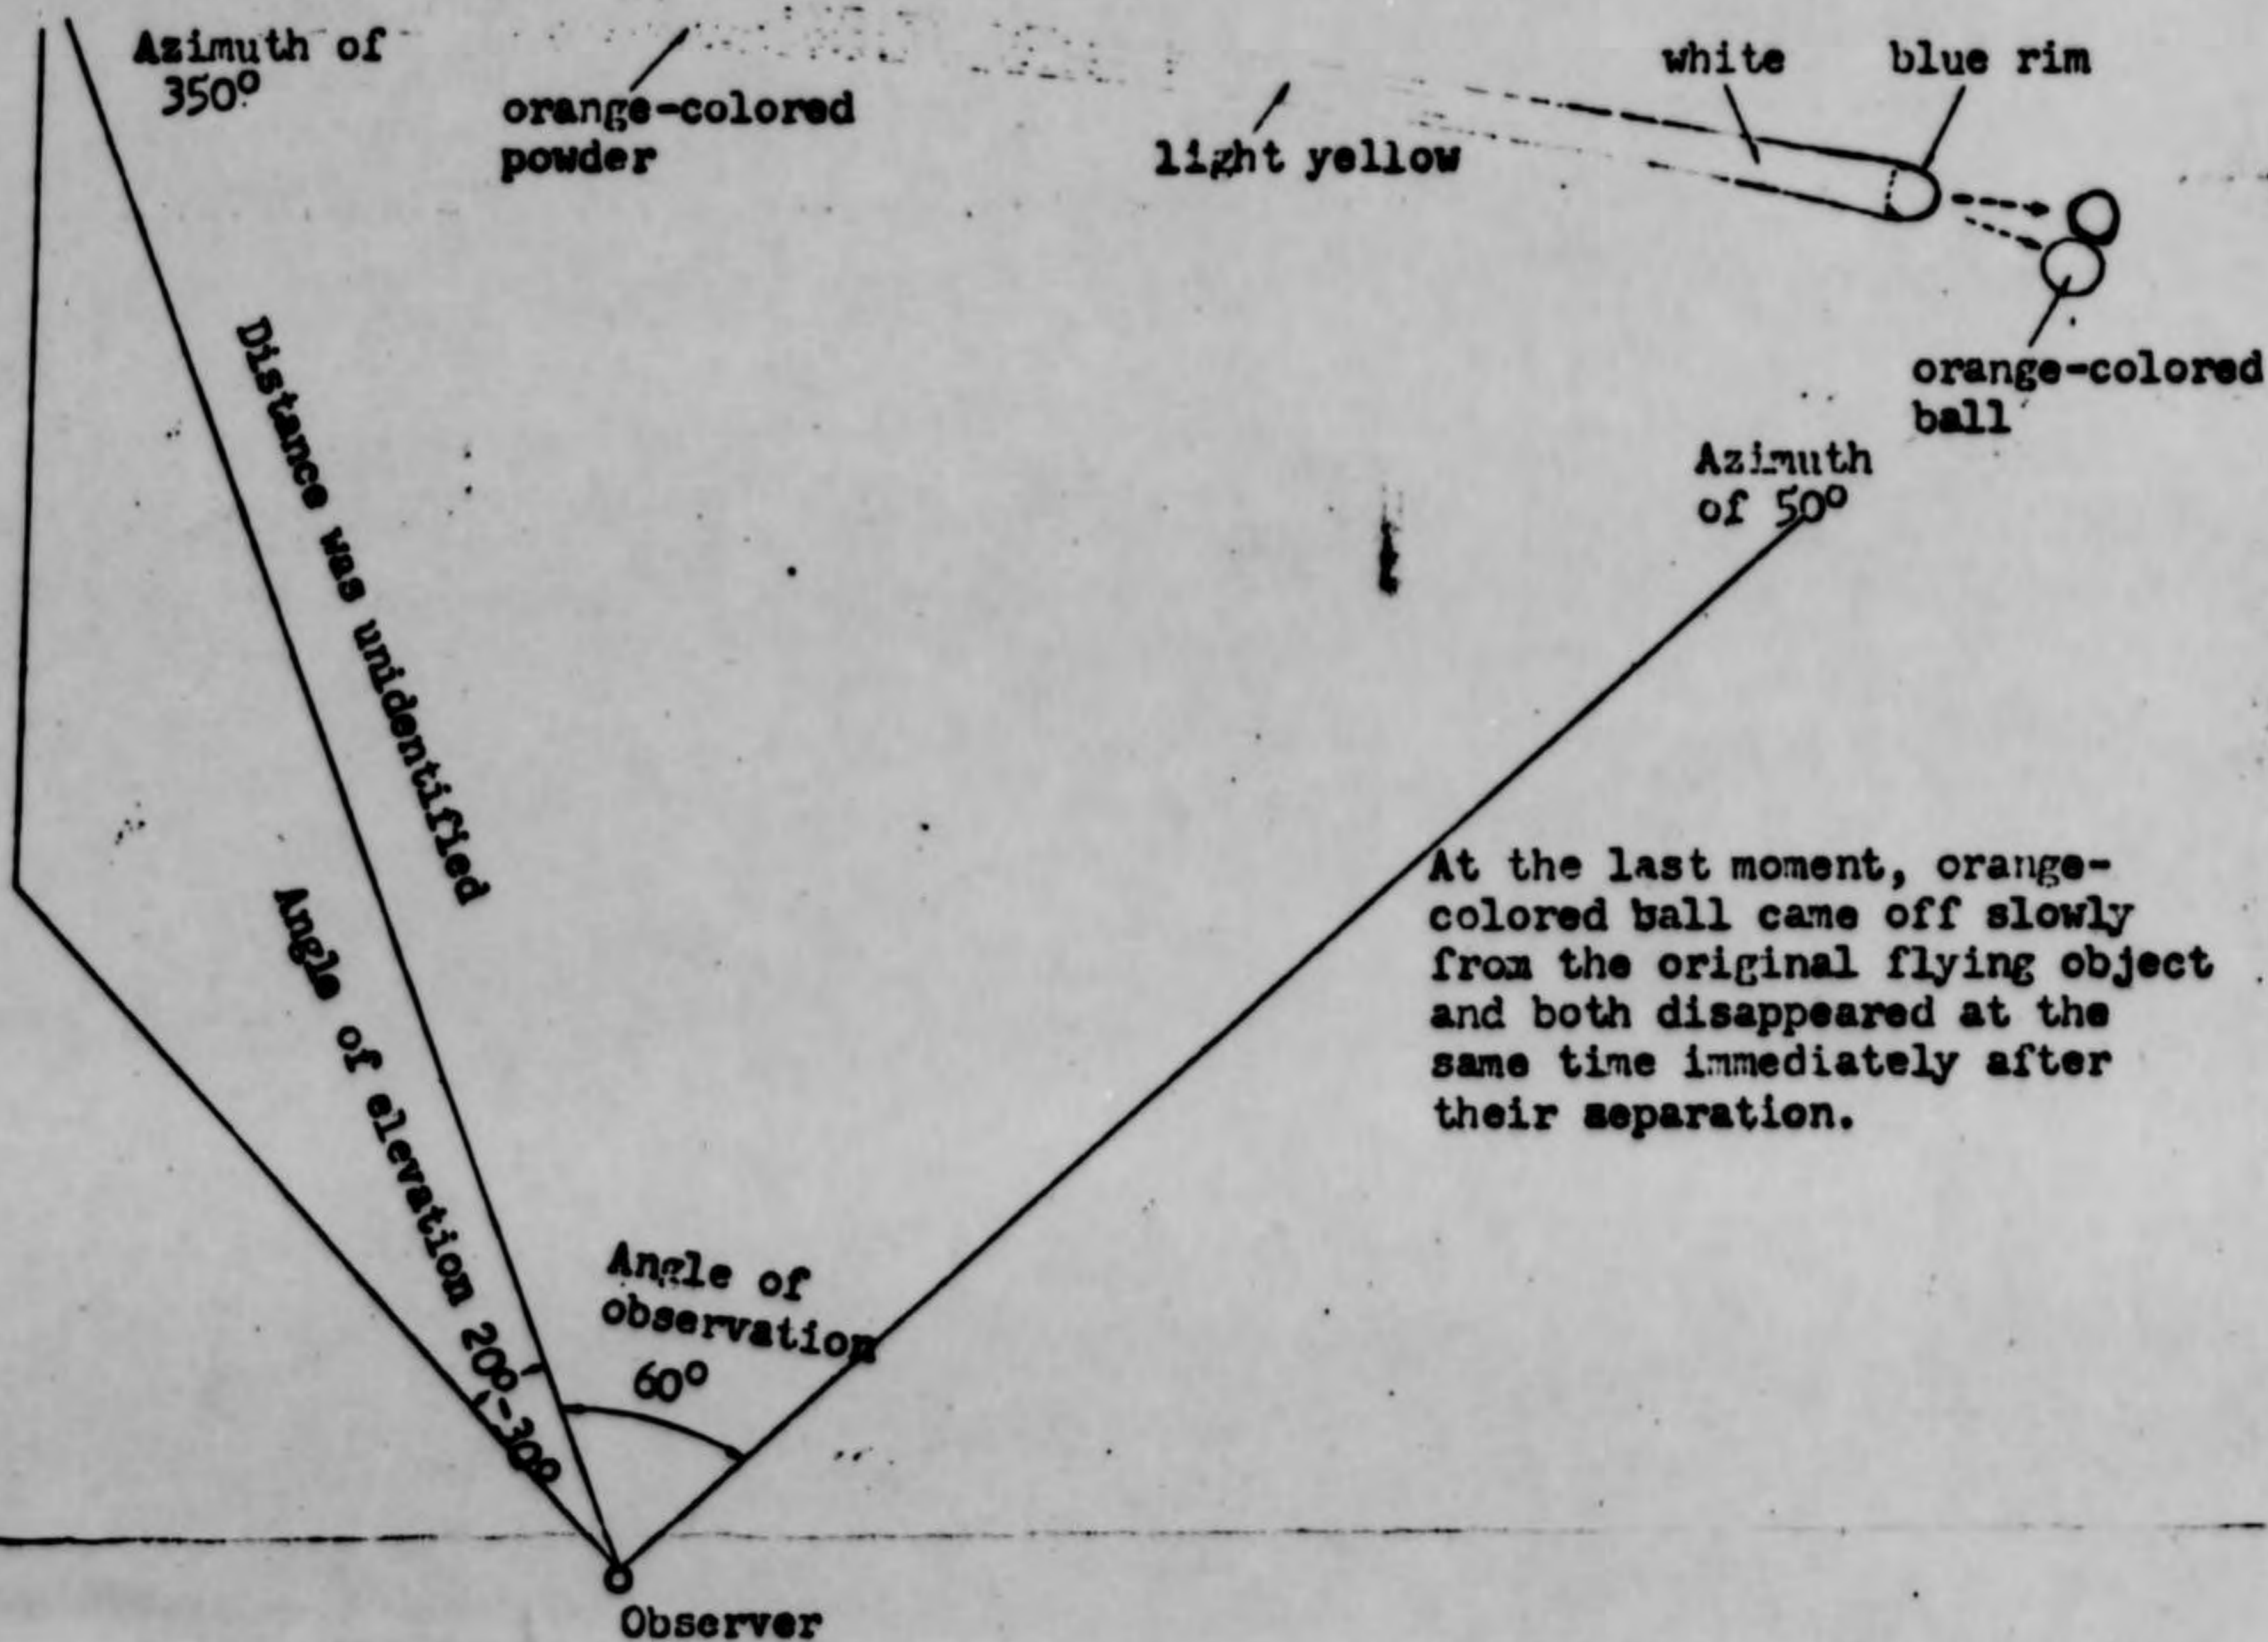 Azimuth of
350°
orange-colored
powder
light yellow
white
blue rim
orange-colored
ball
Azimuth
of 50°
Distance was unidentified
Angle of elevation 20°-30°
At the last moment, orange-
colored ball came off slowly
from the original flying object
and both disappeared at the
same time immediately after
their separation.
Angle of
observation
60°
Observer